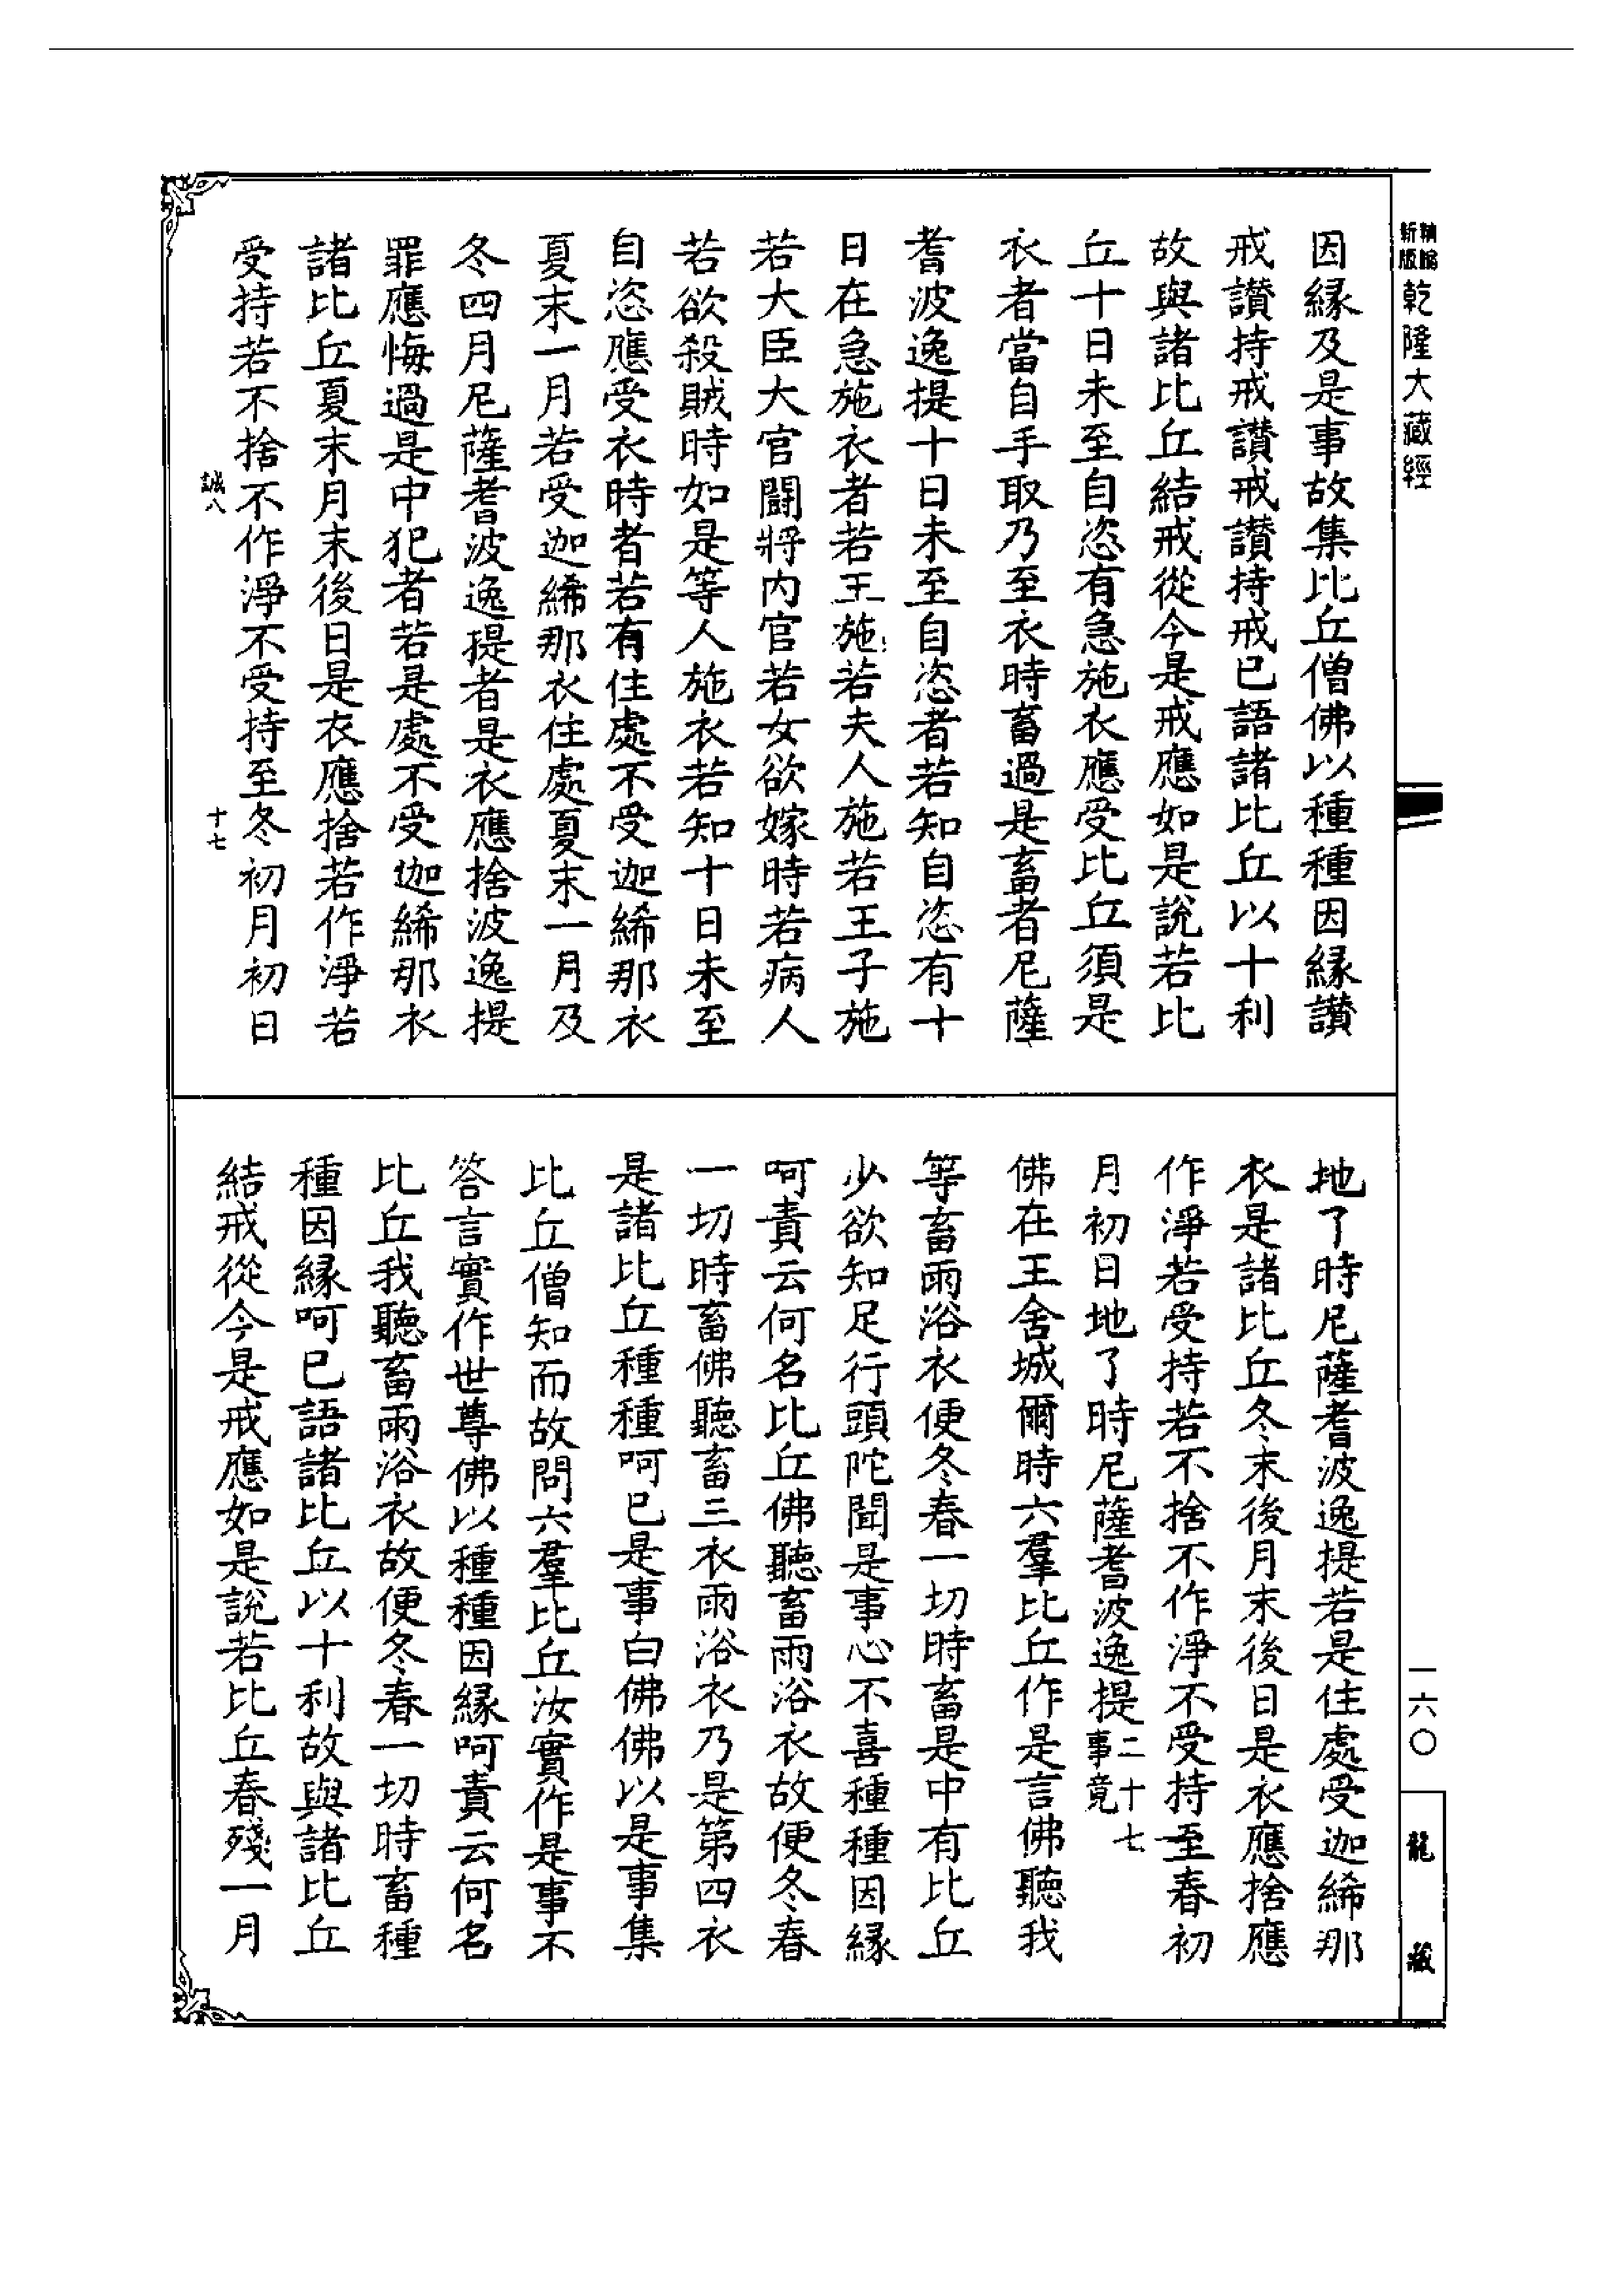 新版
乾隆大藏經
因緣及是事故集比丘僧佛以種種因緣讃
戒讃持戒讃戒讃持戒已語諸比丘以十利
故與諸比丘結戒從今是戒應如是說若比
丘十日未至自恣有急施衣應受比丘須是
衣者當自手取乃至衣時畜過是畜者尼薩
耆波逸提十日未至自恣者若知自恣有十
日在急施衣者若王施若夫人施若王子施
若大臣大官鬬將内官若女欲嫁時若病人
若欲殺賊時如是等人施衣若知十日未至
自恣應受衣時者若有住處不受迦絺那衣
夏末一月若受迦絺那衣住處夏末一月及
冬四月尼薩耆波逸提者是衣應捨波逸提
罪應悔過是中犯者若是處不受迦絺那衣
諸比丘夏末月末後日是衣應捨若作淨若
受持若不捨不作淨不受持至冬初月初日
誠八
十七
地了時尼薩耆波逸提若是住處受迦絺那
衣是諸比丘冬末後月末後日是衣應捨應
作淨若受持若不捨不作淨不受持至春初
月初日地了時尼薩耆波逸提二十七事竟
佛在王舍城爾時六羣比丘作是言佛聽我
等畜雨浴衣便冬春一切時畜是中有比丘
少欲知足行頭陀聞是事心不喜種種因緣
呵責云何名比丘佛聽畜雨浴衣故便冬春
一切時畜佛聽畜三衣雨浴衣乃是第四衣
是諸比丘種種呵已是事白佛佛以是事集
比丘僧知而故問六羣比丘汝實作是事不
答言實作世尊佛以種種因緣呵責云何名
比丘我聽畜雨浴衣故便冬春一切時畜種
種因緣呵已語諸比丘以十利故與諸比丘
結戒從今是戒應如是說若比丘春殘一月
一六〇
龍藏